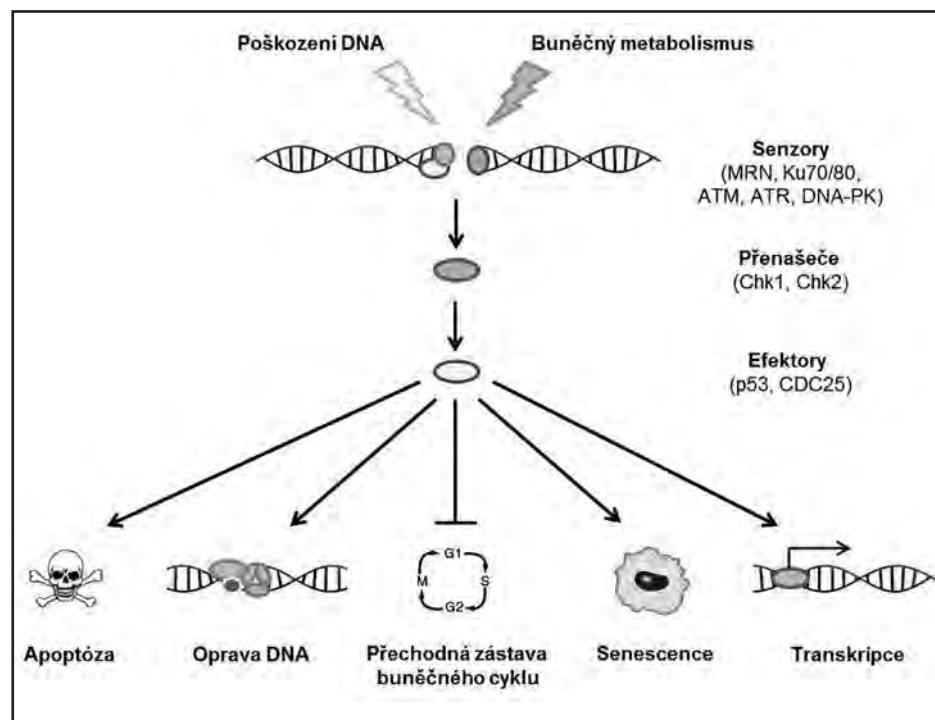 Poškození DNA
Buněčný metabolismus
Senzory
(MRN, Ku70/80,
ATM, ATR, DNA-PK)
Přenašeče
(Chk1, Chk2)
Efektory
(p53, CDC25)
G1
M
S
G2
Apoptóza
Oprava DNA
Přechodná zástava
buněčného cyklu
Senescence
Transkripce